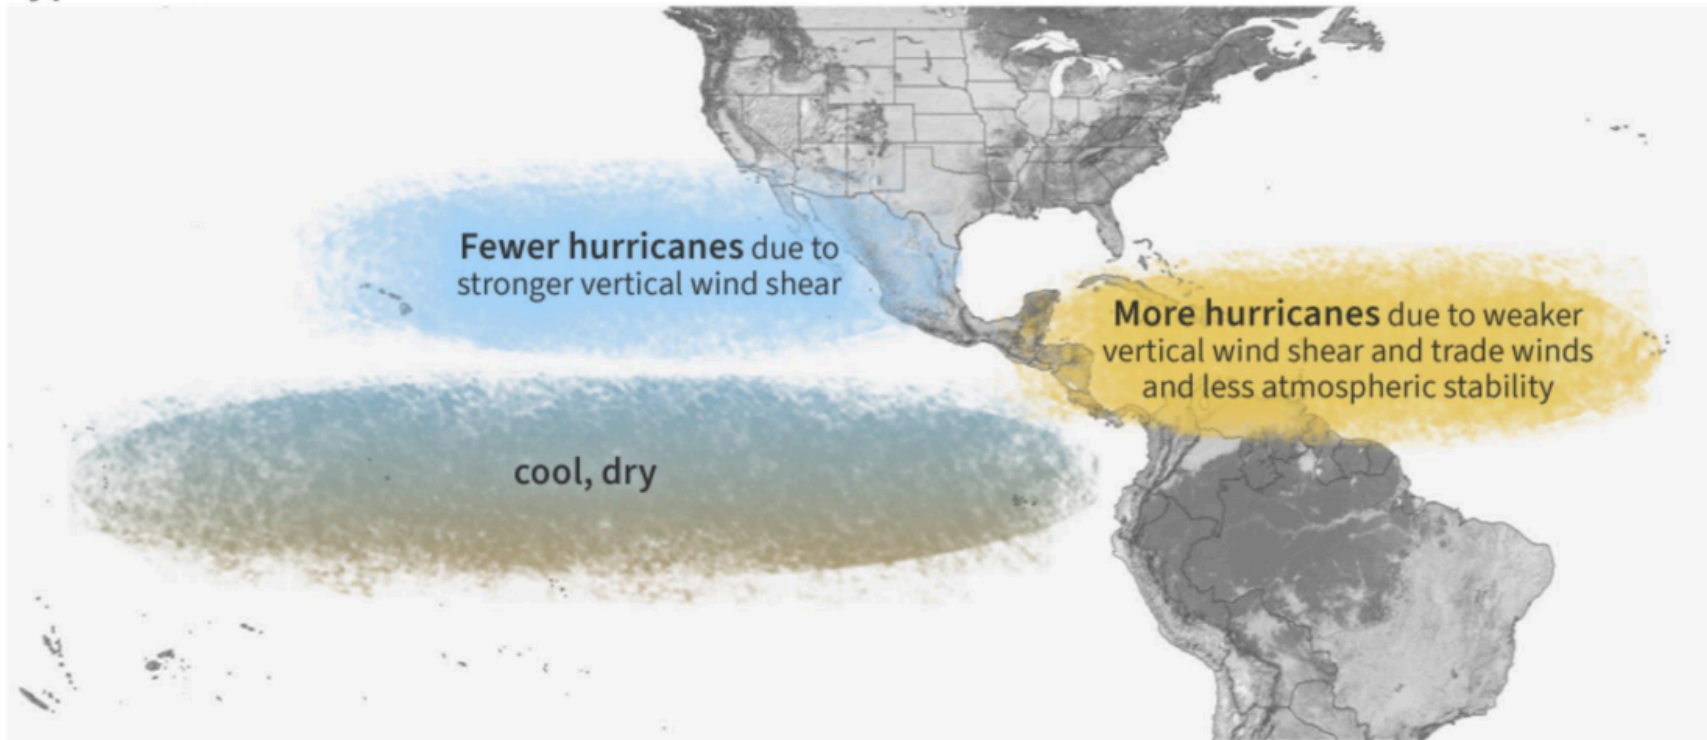 Fewer hurricanes due to
stronger vertical wind shear
More hurricanes due to weaker
vertical wind shear and trade winds
and less atmospheric stability
cool, dry